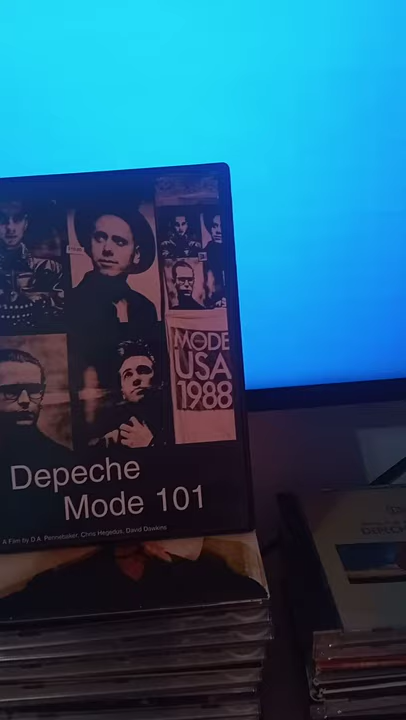 MODE
USA
1988
Depeche
Mode 101
A Film by D.A. Pennebaker, Chris Hegedus, David Dawkins